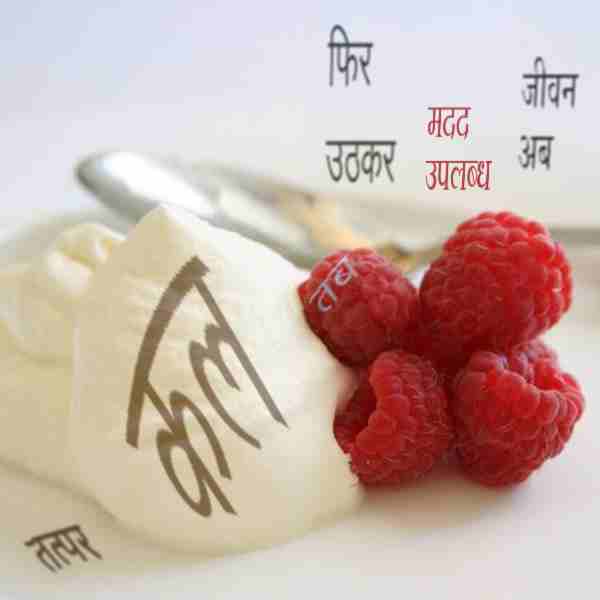 फिर
उठकर
मदद
उपलब्ध
जीवन
अब
तब
कल
तत्पर